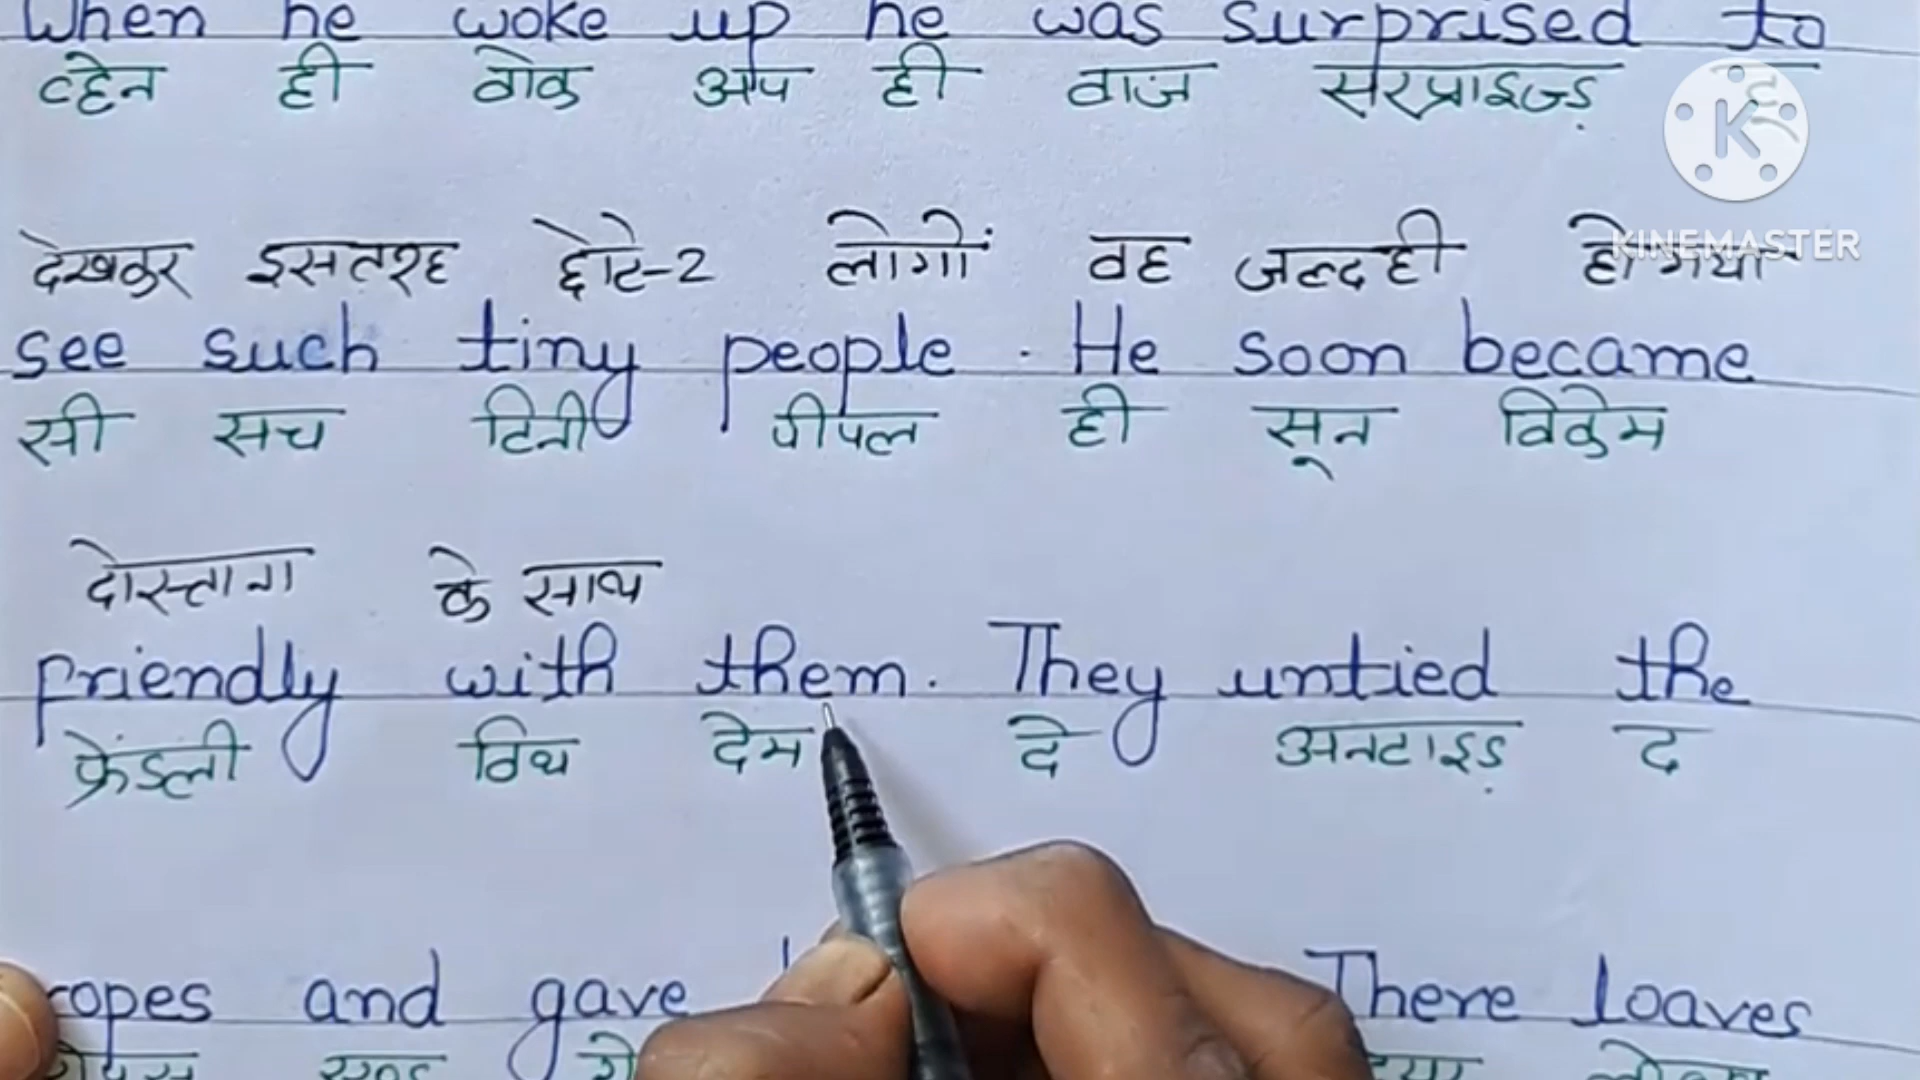 When he woke up he was surprised to
व्हेन ही वोक अप ही वाज सरप्राइज्ड़
देखकर इसतरह छोटे-2 लोगों वह जल्दही होगया
KINEMASTER
see such tiny people. He soon became
सी सच टिनी पीपल ही सून विकेम
दोस्ताना के साथ
friendly with them. They untied the
फ्रेंडली विथ देम दे अनटाइड़ द
ropes and gave There loaves